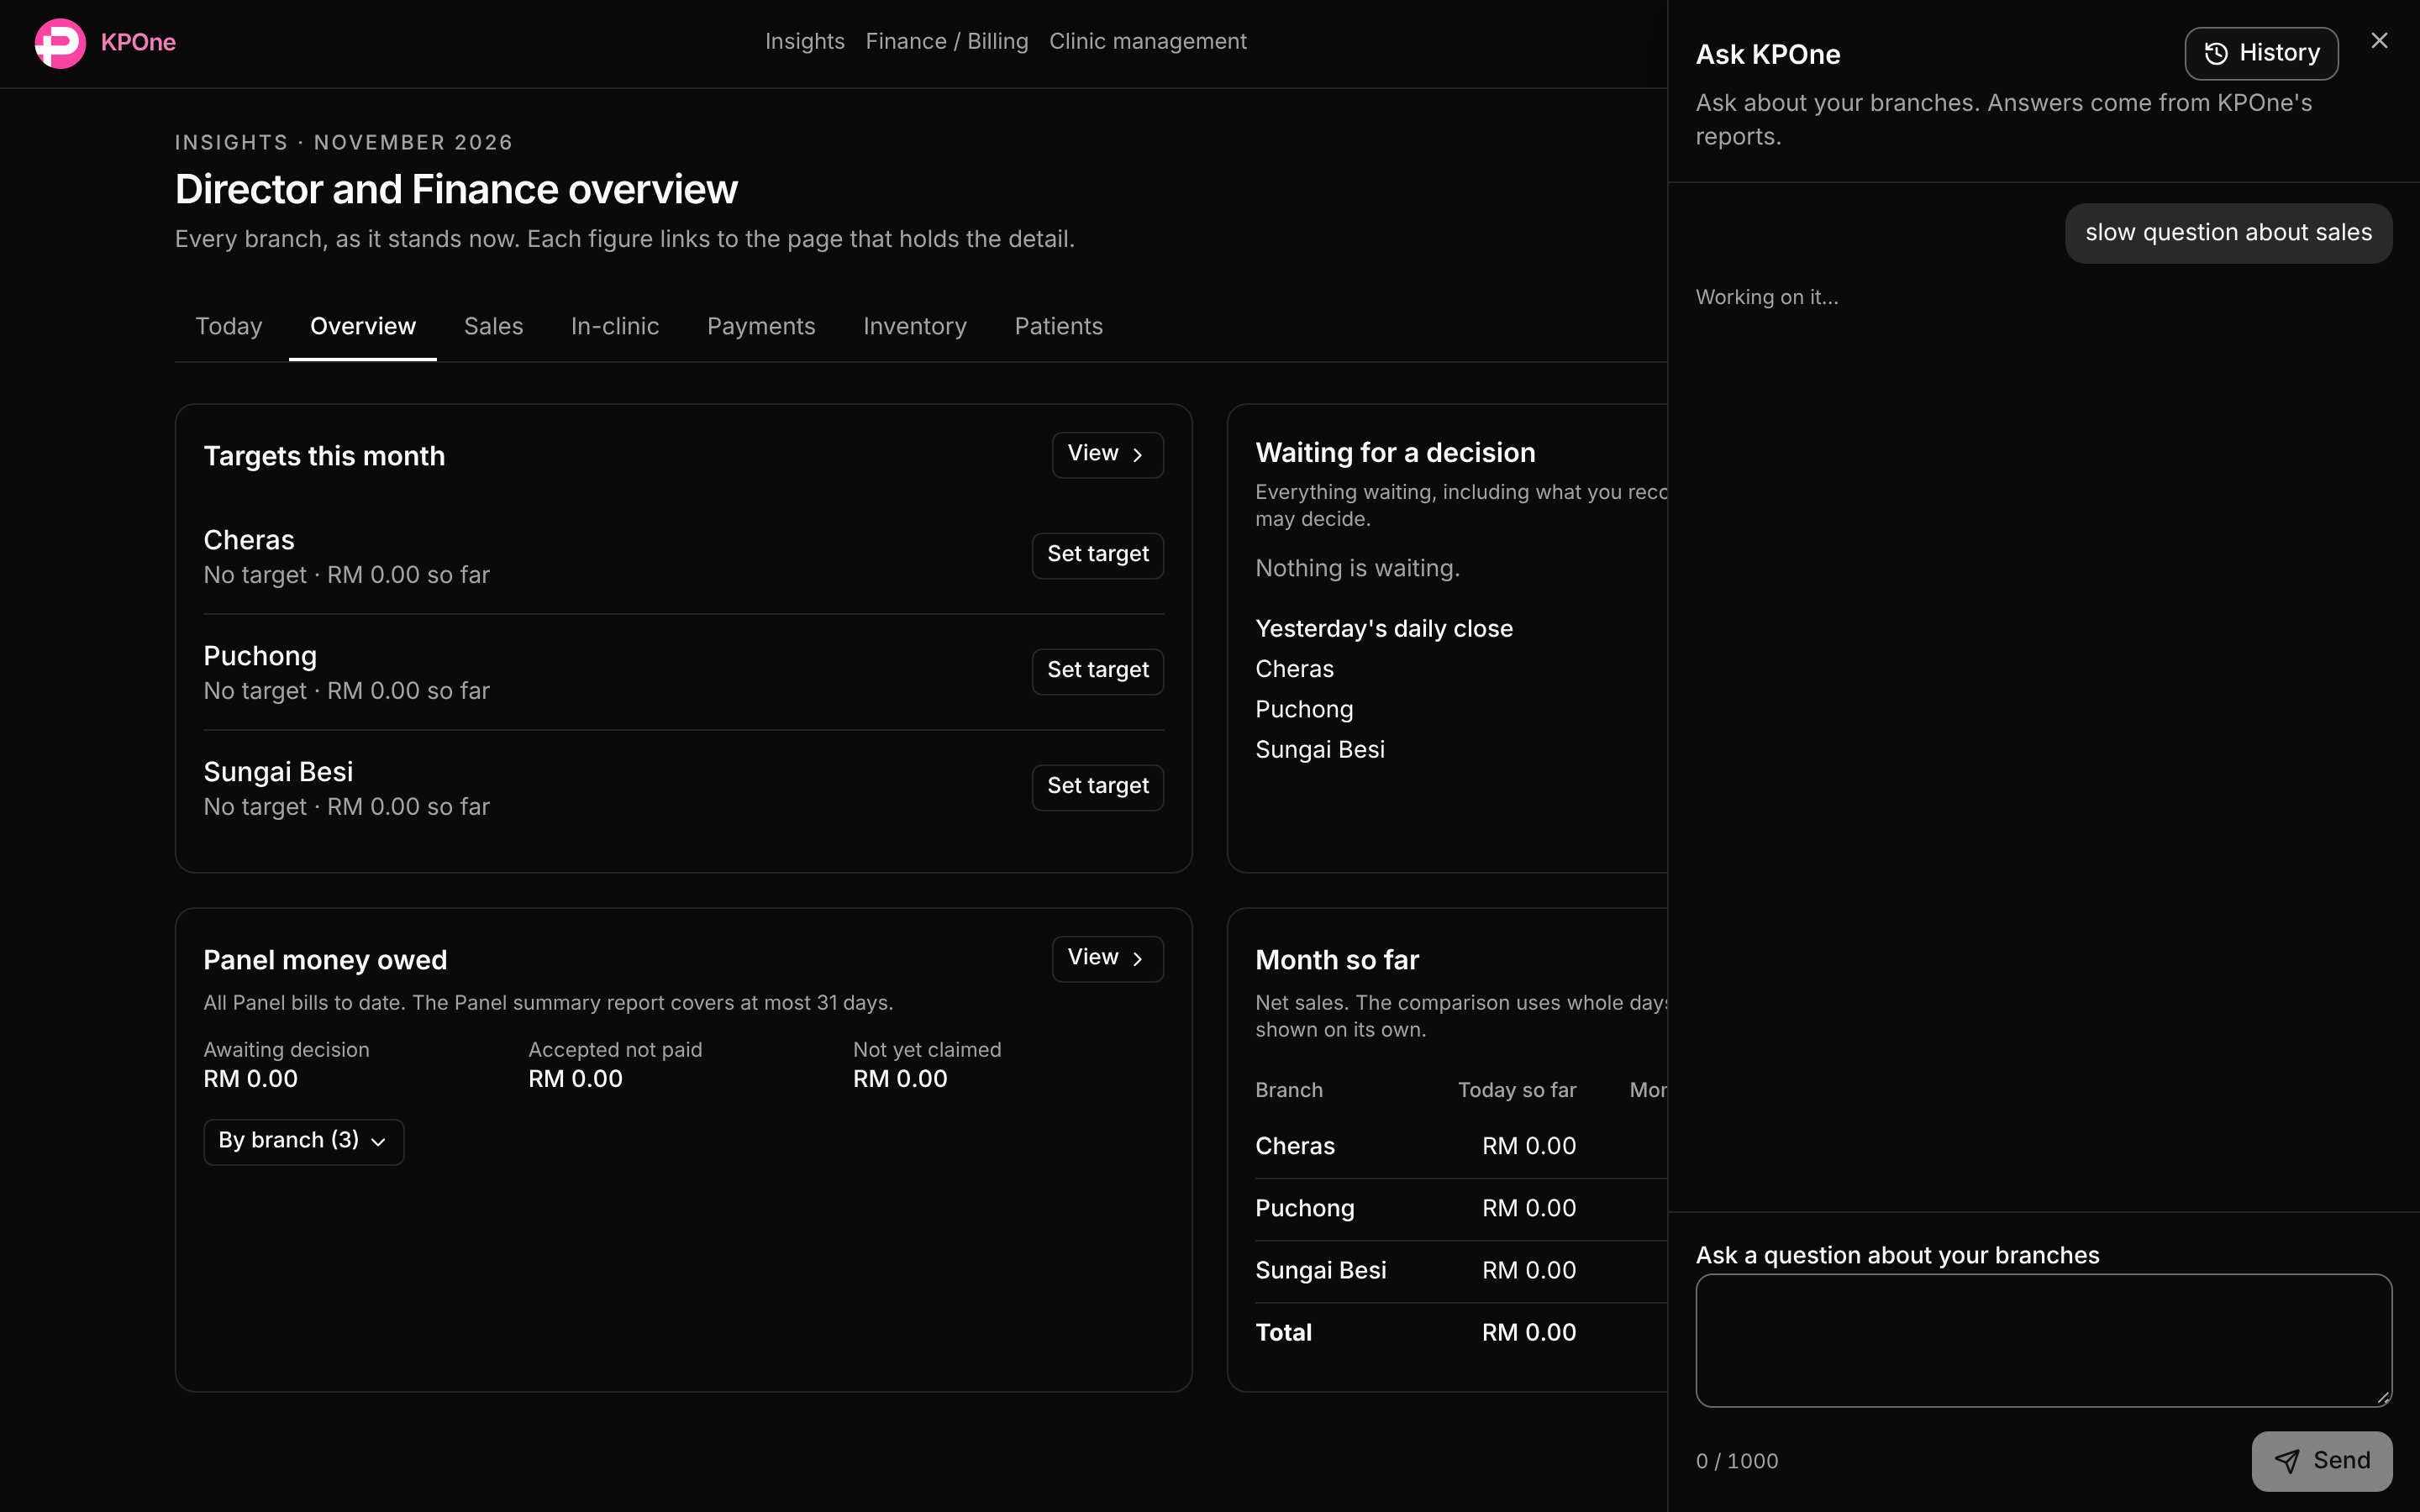 KPOne
Insights
Finance / Billing
Clinic management
INSIGHTS · NOVEMBER 2026
Director and Finance overview
Every branch, as it stands now. Each figure links to the page that holds the detail.
Today
Overview
Sales
In-clinic
Payments
Inventory
Patients
Targets this month
View
Cheras
No target · RM 0.00 so far
Set target
Puchong
No target · RM 0.00 so far
Set target
Sungai Besi
No target · RM 0.00 so far
Set target
Waiting for a decision
Everything waiting, including what you
may decide.
Nothing is waiting.
Yesterday's daily close
Cheras
Puchong
Sungai Besi
Panel money owed
View
All Panel bills to date. The Panel summary report covers at most 31 days.
Awaiting decision
RM 0.00
Accepted not paid
RM 0.00
Not yet claimed
RM 0.00
By branch (3)
Month so far
Net sales. The comparison uses whole days
shown on its own.
Branch
Today so far
Cheras
RM 0.00
Puchong
RM 0.00
Sungai Besi
RM 0.00
Total
RM 0.00
Ask KPOne
History
Ask about your branches. Answers come from KPOne's
reports.
slow question about sales
Working on it...
Ask a question about your branches
0 / 1000
Send